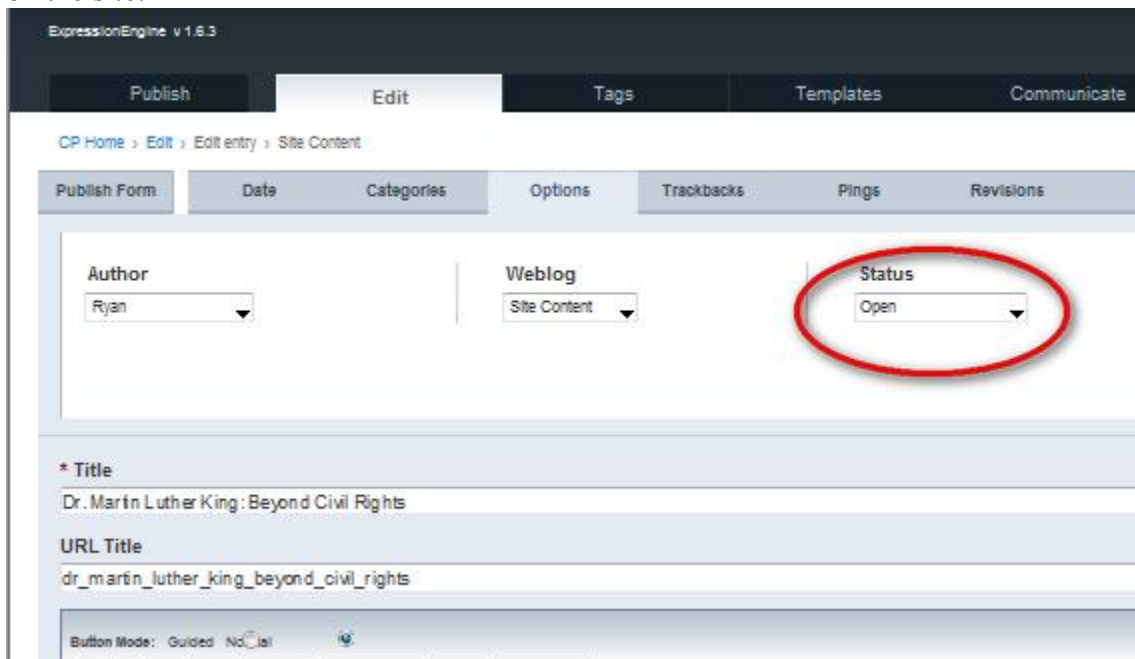 ExpressionEngine v 1.6.3
Publish Edit Tags Templates Communicate
CP Home › Edit › Edit entry › Site Content
Publish Form Date Categories Options Trackbacks Pings Revisions
Author Weblog Status
Ryan Site Content Open
* Title
Dr. Martin Luther King: Beyond Civil Rights
URL Title
dr_martin_luther_king_beyond_civil_rights
Button Mode: Guided